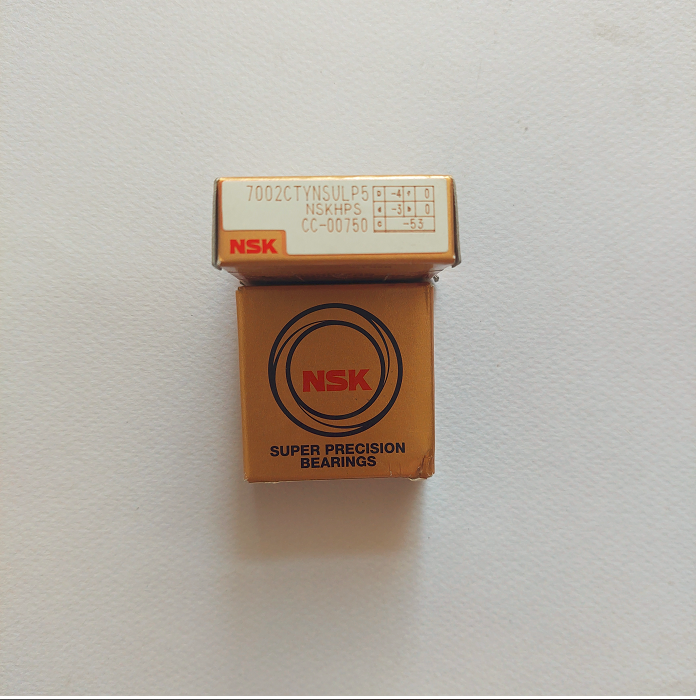 7002CTYNSULP5
NSKHPS
CC-00750
D -4 r 0
d -3 b 0
C -53
NSK
NSK
SUPER PRECISION
BEARINGS